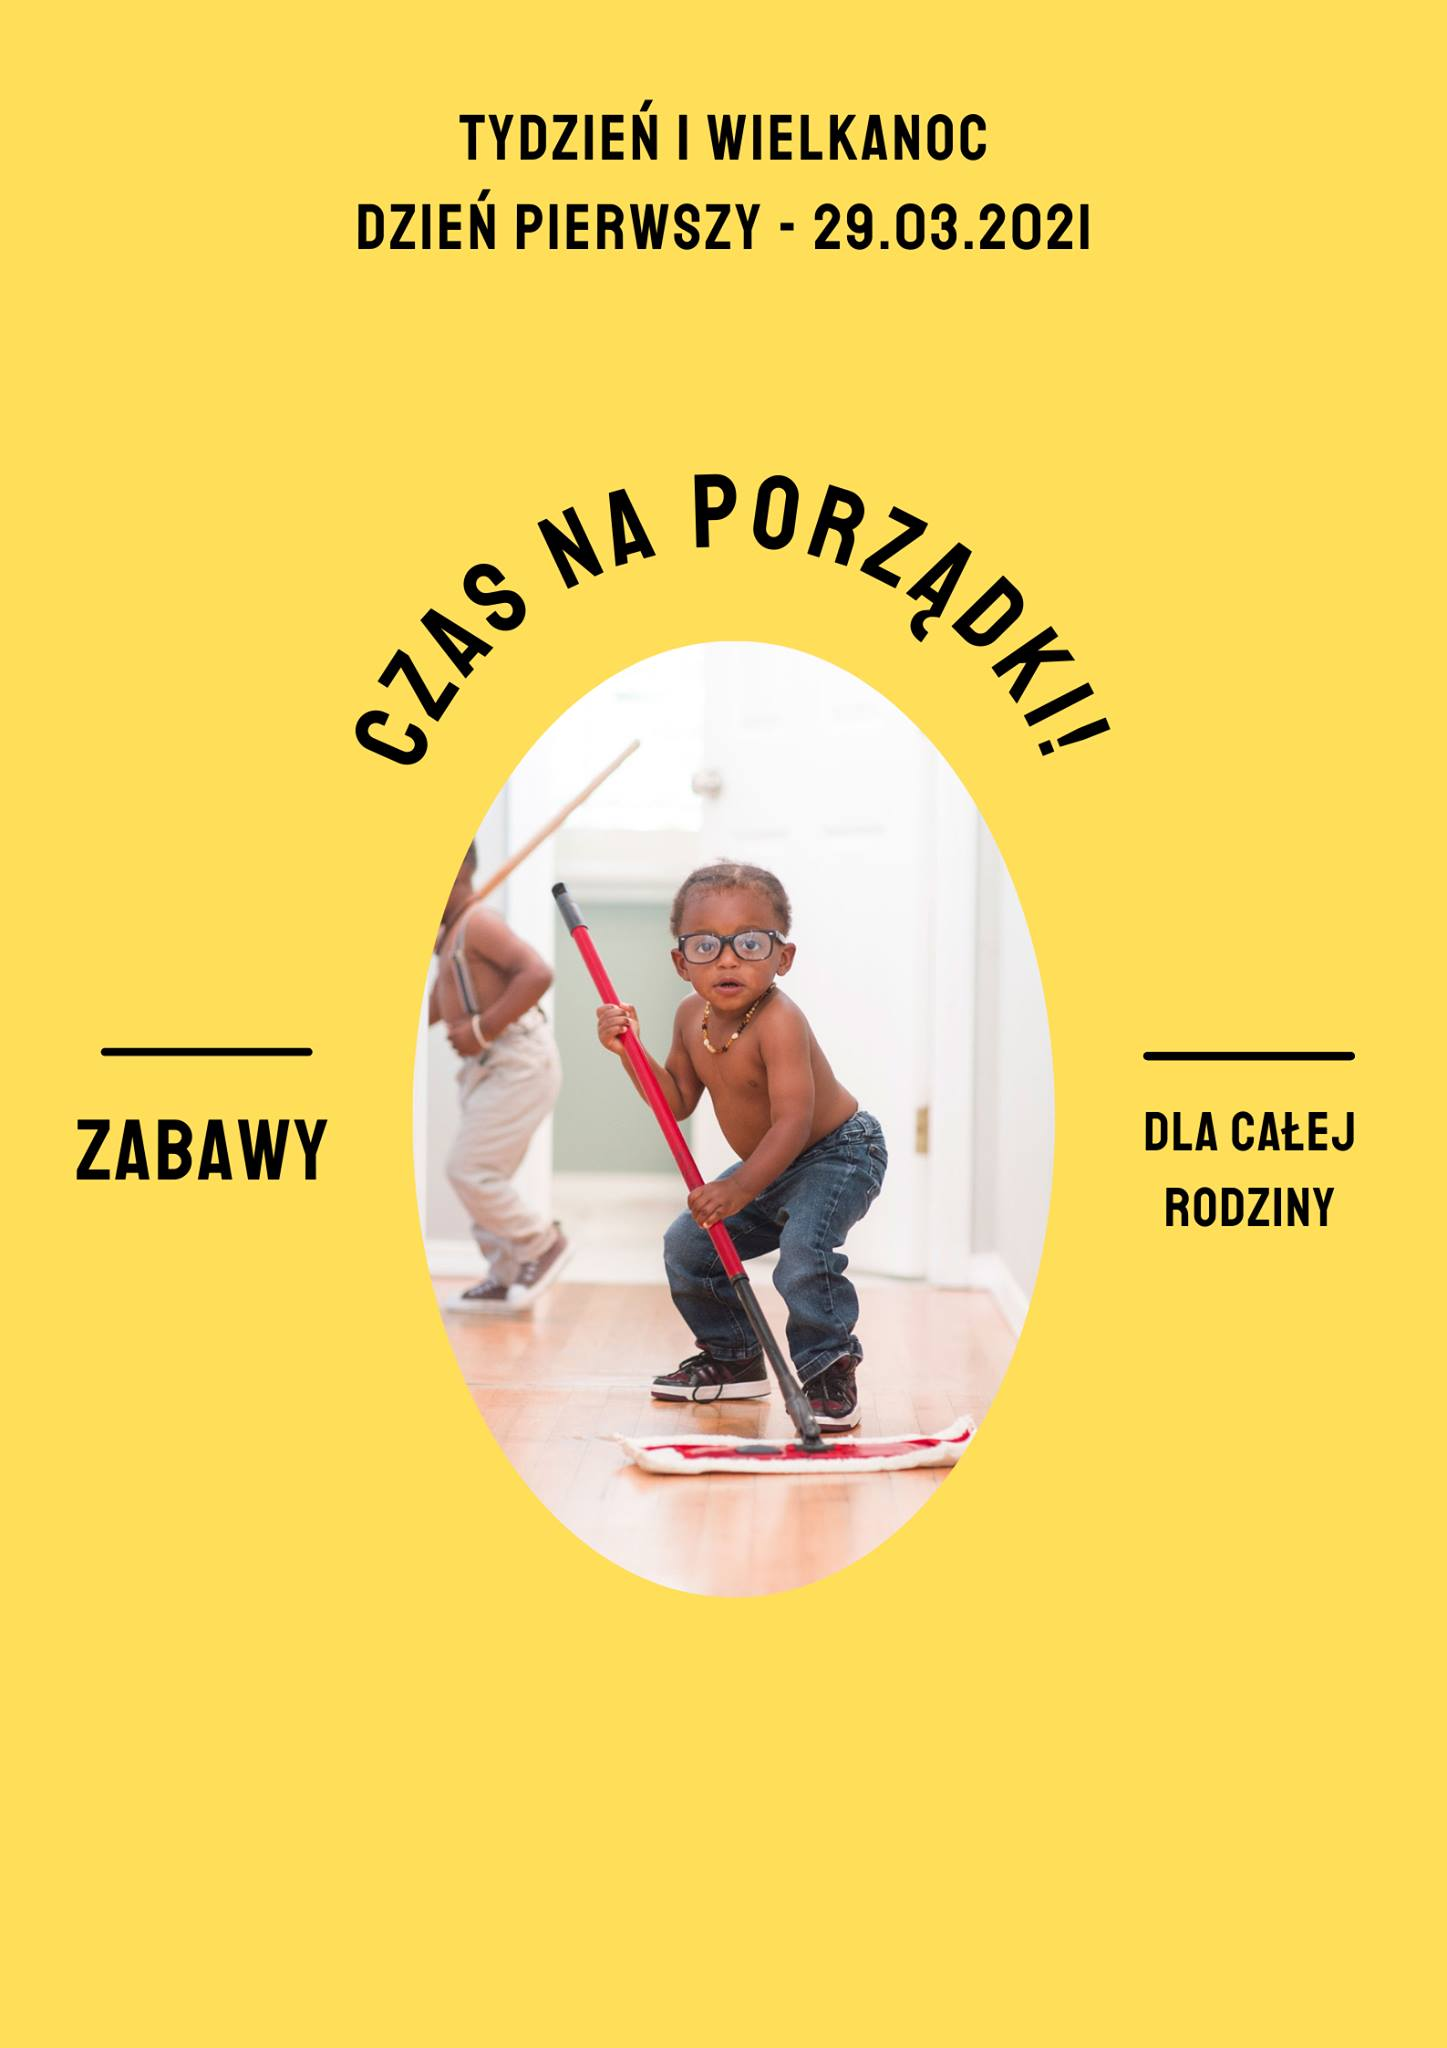 TYDZIEŃ I WIELKANOC
DZIEŃ PIERWSZY - 29.03.2021
CZAS NA PORZĄDKI!
ZABAWY
DLA CAŁEJ
RODZINY